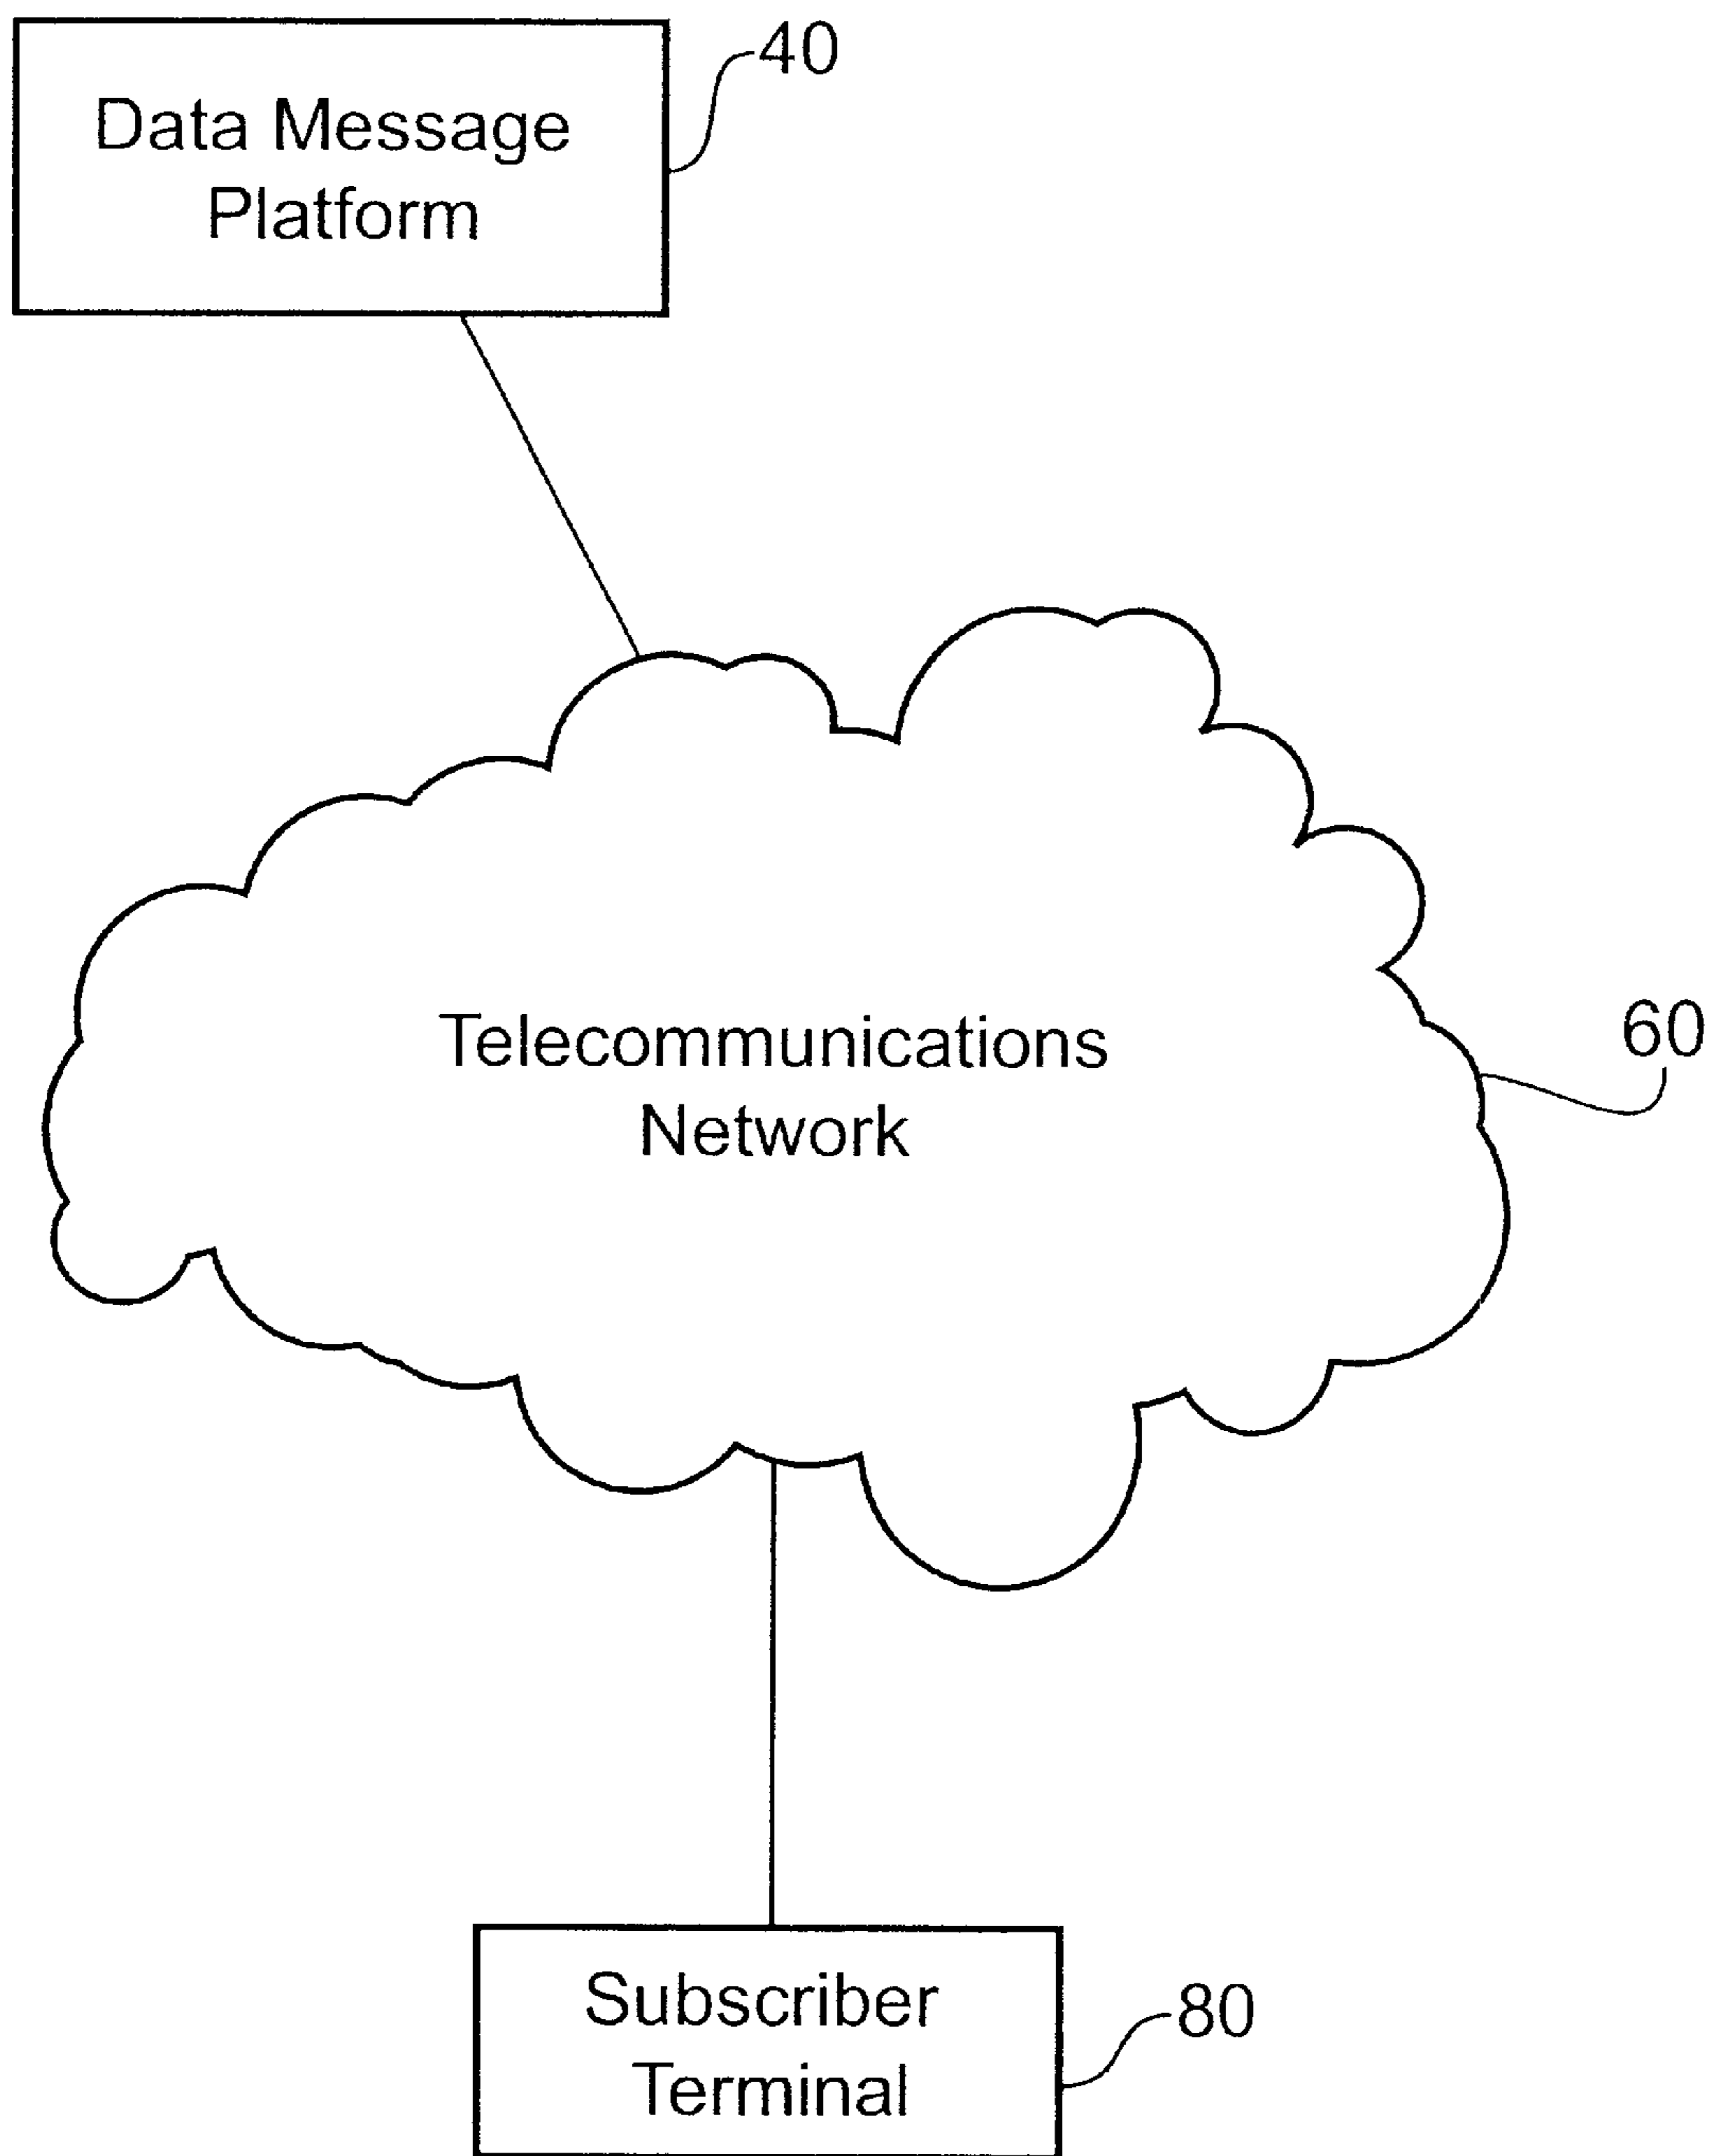 40
Data Message
Platform
Telecommunications
Network
60
Subscriber
Terminal
80